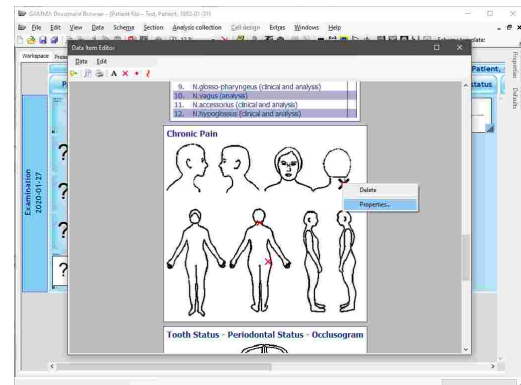 GAMMA Document Browser - [Patient File - Test, Patient, 1982-01-31]
File Edit View Data Schema Section Analysis collection Cell design Extras Windows Help
Data Item Editor
Data Edit
Workspace
Patient,
Status
Properties
Defaults
Examination
2020-01-27
9. N.glosso-pharyngeus (clinical and analysis)
10. N.vagus (analysis)
11. N.accessorius (clinical and analysis)
12. N.hypoglossus (clinical and analysis)
Chronic Pain
Delete
Properties...
Tooth Status - Periodontal Status - Occlusogram